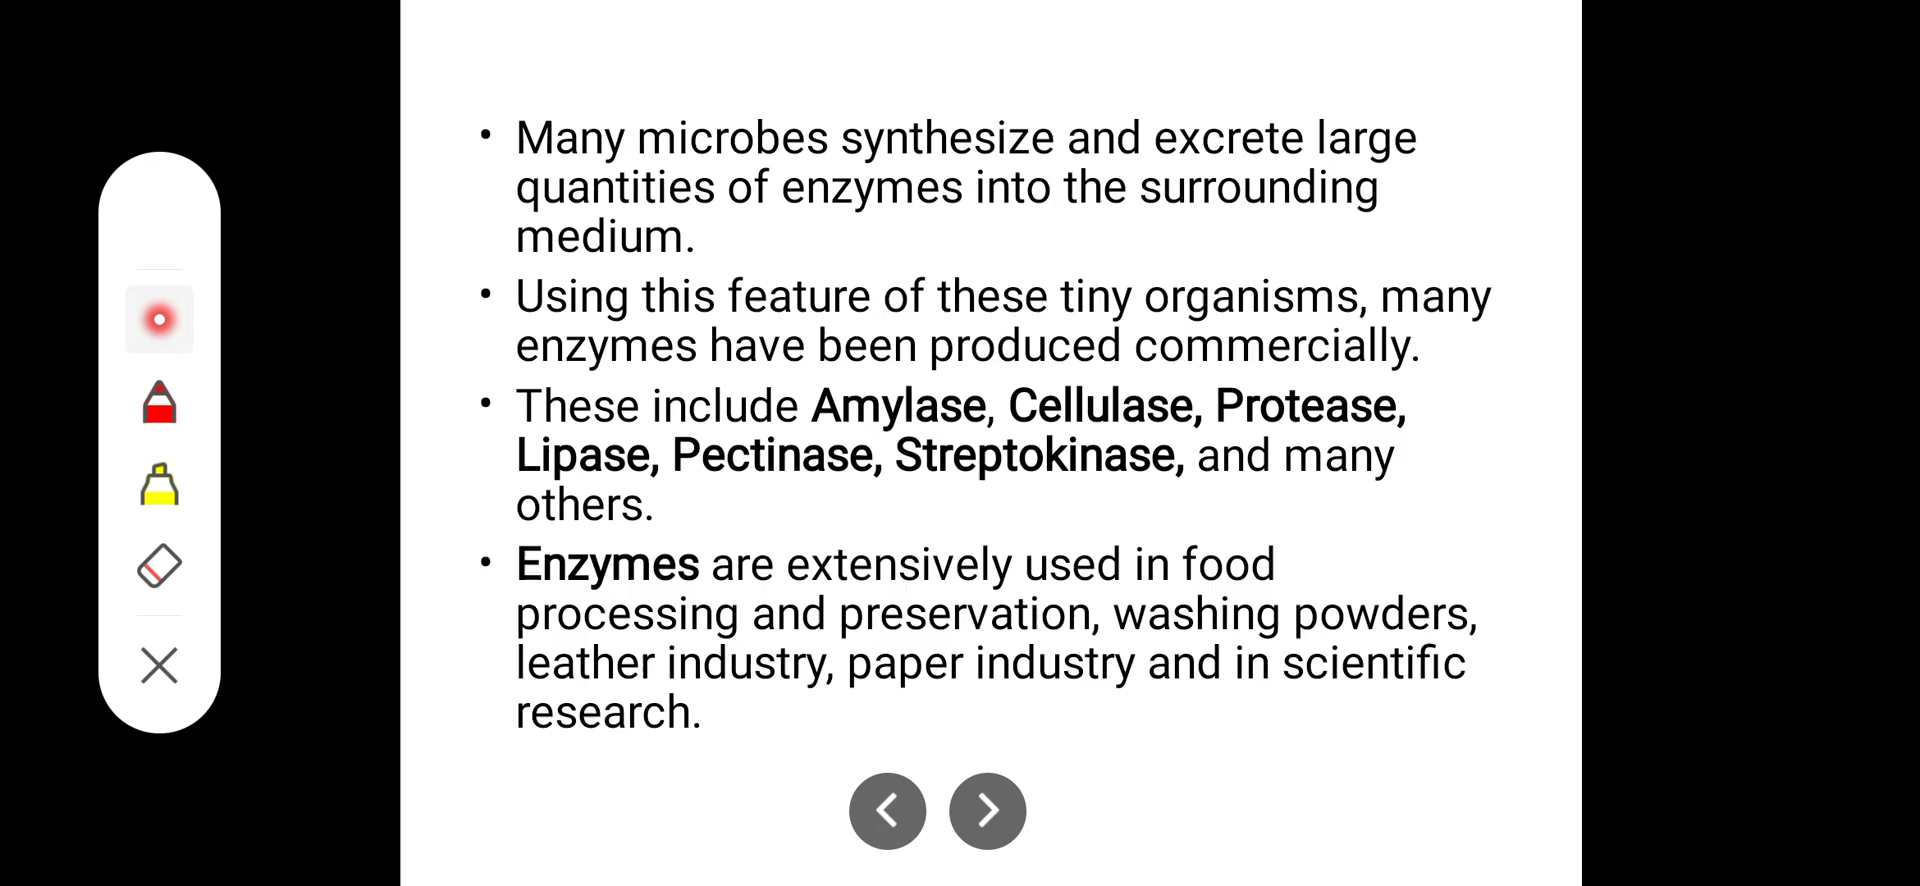 • Many microbes synthesize and excrete large
quantities of enzymes into the surrounding
medium.
• Using this feature of these tiny organisms, many
enzymes have been produced commercially.
• These include Amylase, Cellulase, Protease,
Lipase, Pectinase, Streptokinase, and many
others.
• Enzymes are extensively used in food
processing and preservation, washing powders,
leather industry, paper industry and in scientific
research.